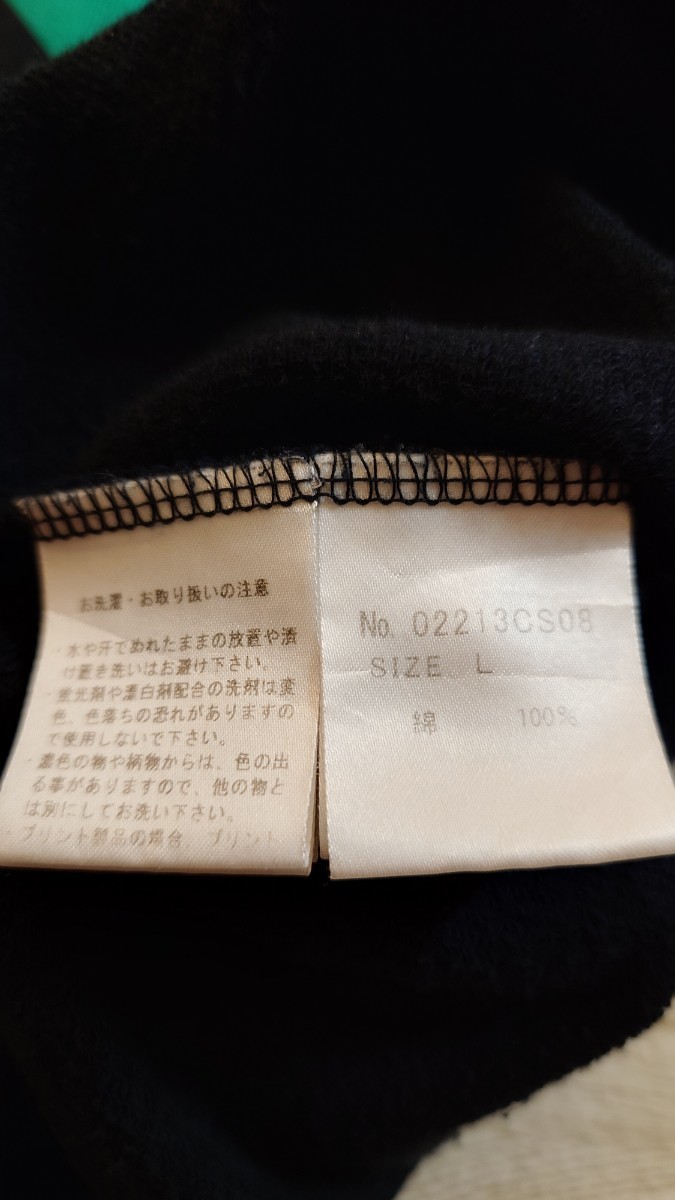 お洗濯・お取り扱いの注意
・水や汗でぬれたままの放置や漬
け置き洗いはお避け下さい。
・蛍光剤や漂白剤配合の洗剤は変
色、色落ちの恐れがありますの
で使用しないで下さい。
・濃色の物や柄物からは、色の出
る事がありますので、他の物と
は別にしてお洗い下さい。
・プリント製品の場合、プリント
No. 02213CS08
SIZE L
綿 100%